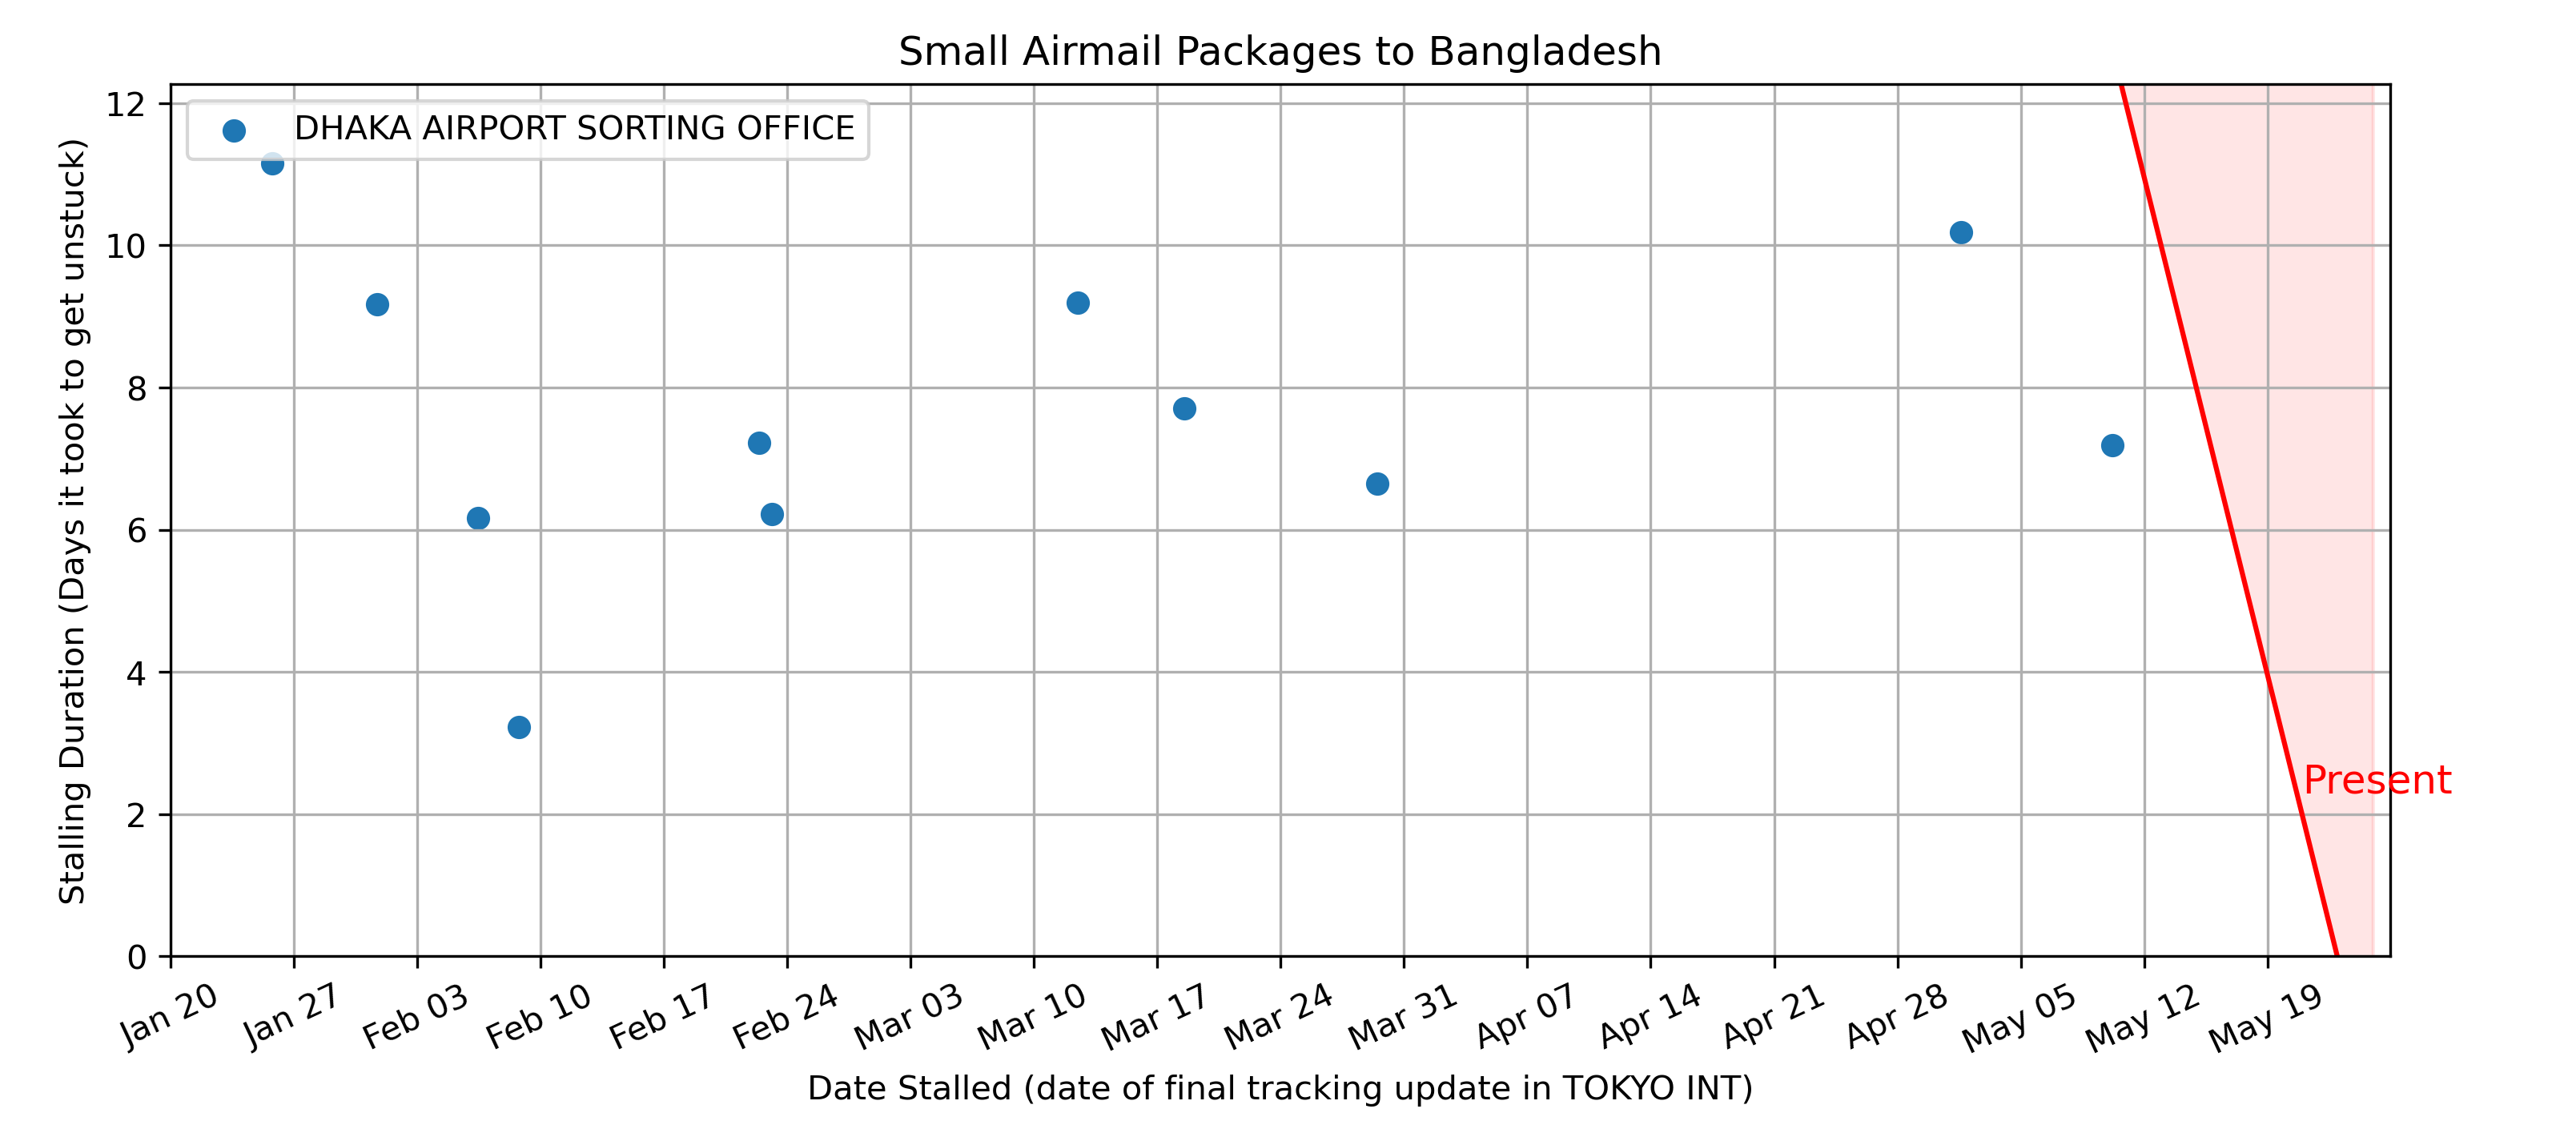 Small Airmail Packages to Bangladesh
DHAKA AIRPORT SORTING OFFICE
Stalling Duration (Days it took to get unstuck)
12
10
8
6
4
2
0
Present
Jan 20
Jan 27
Feb 03
Feb 10
Feb 17
Feb 24
Mar 03
Mar 10
Mar 17
Mar 24
Mar 31
Apr 07
Apr 14
Apr 21
Apr 28
May 05
May 12
May 19
Date Stalled (date of final tracking update in TOKYO INT)